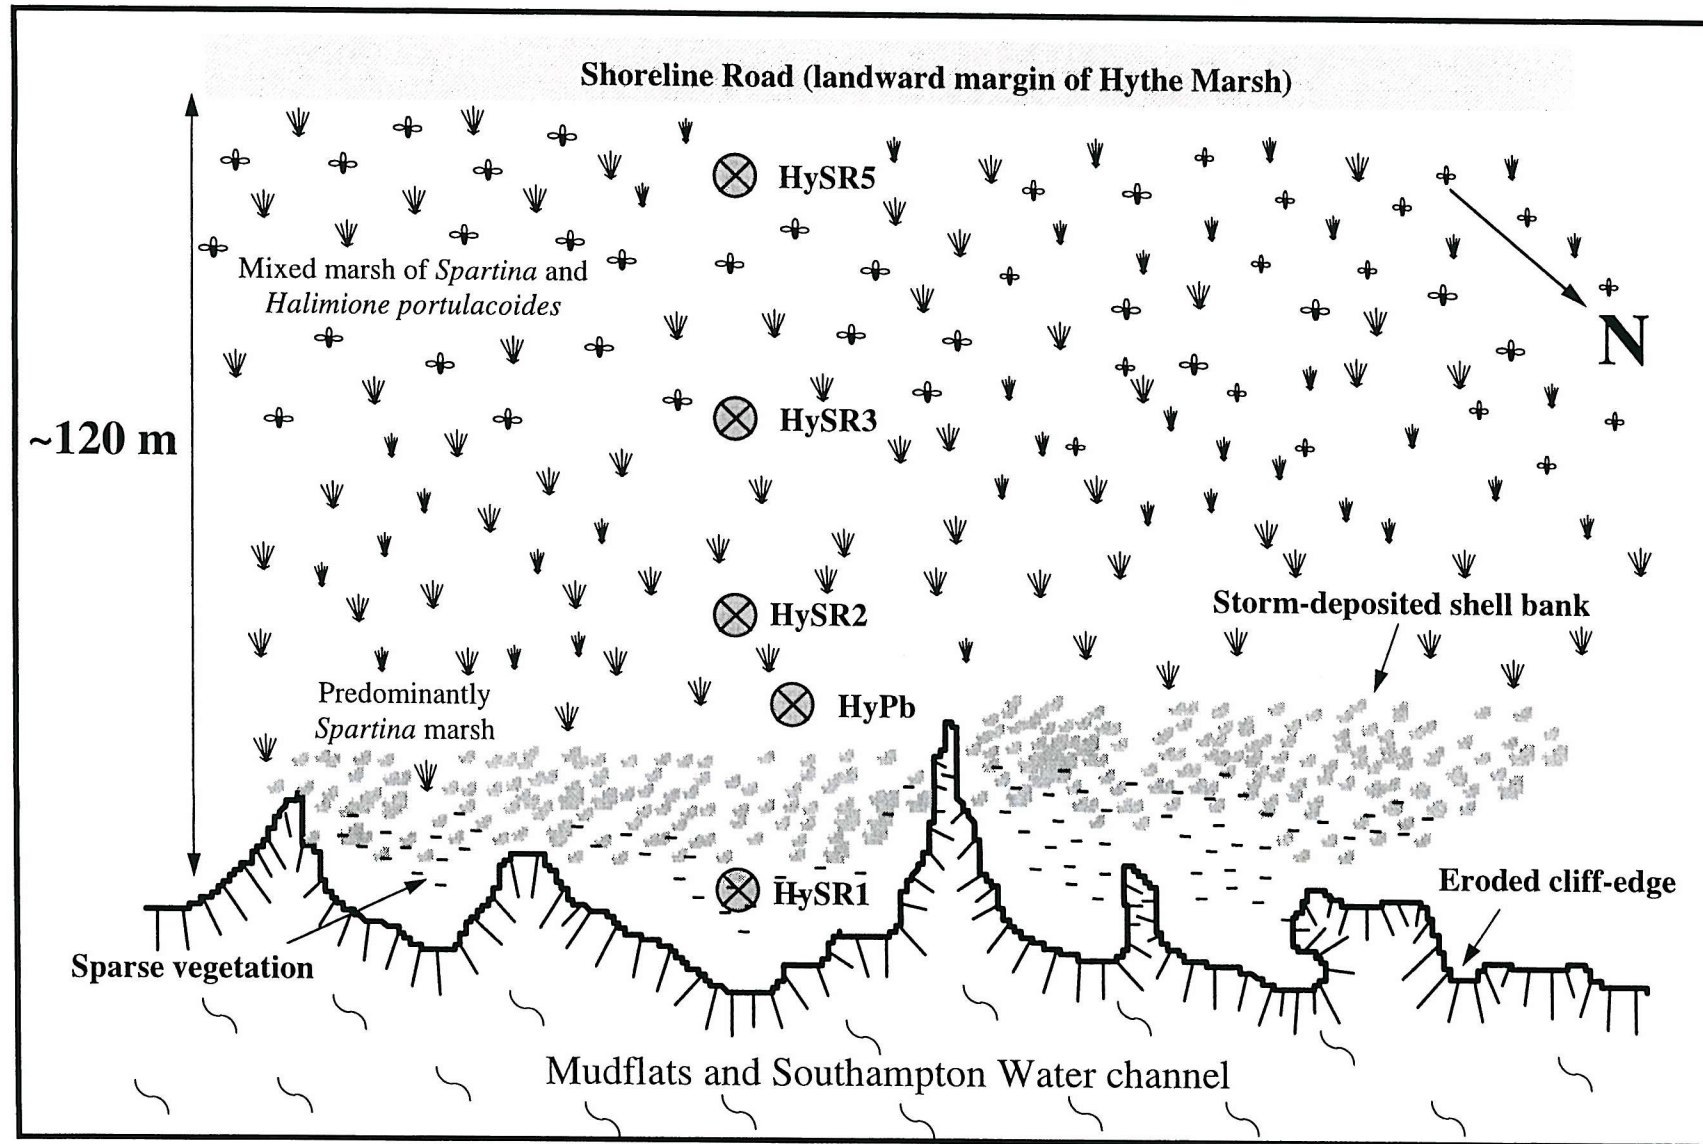 Shoreline Road (landward margin of Hythe Marsh)
HySR5
Mixed marsh of Spartina and
Halimione portulacoides
N
~120 m
HySR3
HySR2
Storm-deposited shell bank
Predominantly
Spartina marsh
HyPb
HySR1
Eroded cliff-edge
Sparse vegetation
Mudflats and Southampton Water channel